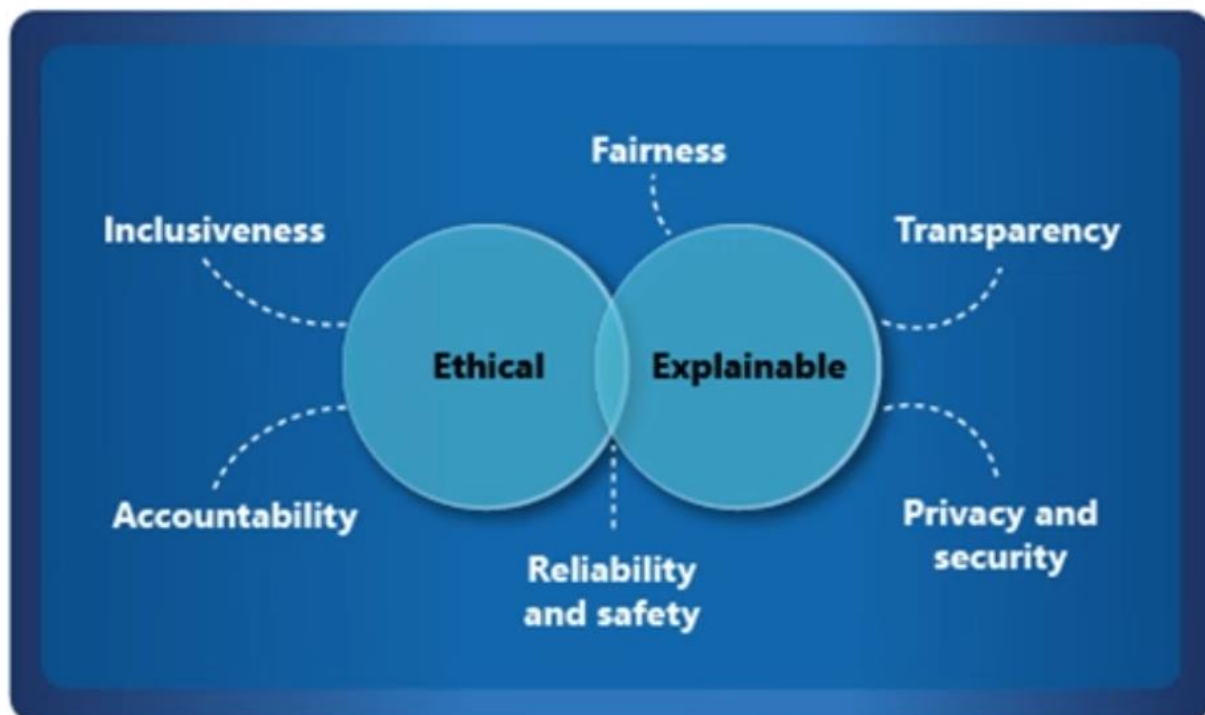 Fairness
Inclusiveness
Transparency
Ethical
Explainable
Accountability
Privacy and
security
Reliability
and safety